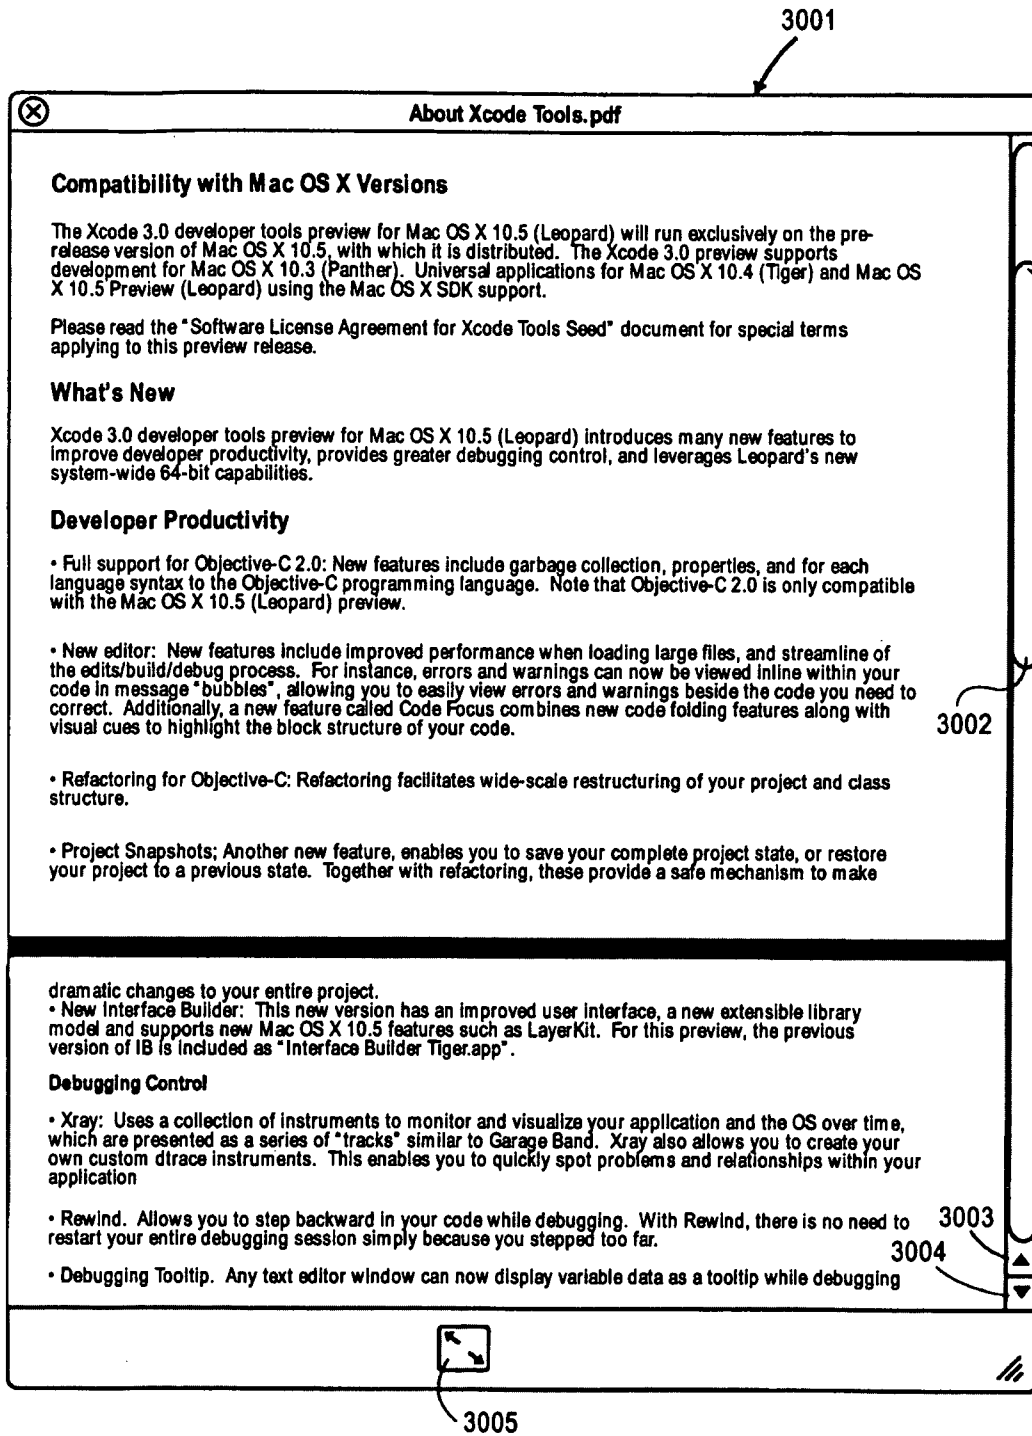 3001
About Xcode Tools.pdf
Compatibility with Mac OS X Versions
The Xcode 3.0 developer tools preview for Mac OS X 10.5 (Leopard) will run exclusively on the pre-
release version of Mac OS X 10.5, with which it is distributed. The Xcode 3.0 preview supports
development for Mac OS X 10.3 (Panther). Universal applications for Mac OS X 10.4 (Tiger) and Mac OS
X 10.5 Preview (Leopard) using the Mac OS X SDK support.
Please read the "Software License Agreement for Xcode Tools Seed" document for special terms
applying to this preview release.
What's New
Xcode 3.0 developer tools preview for Mac OS X 10.5 (Leopard) introduces many new features to
improve developer productivity, provides greater debugging control, and leverages Leopard's new
system-wide 64-bit capabilities.
Developer Productivity
• Full support for Objective-C 2.0: New features include garbage collection, properties, and for each
language syntax to the Objective-C programming language. Note that Objective-C 2.0 is only compatible
with the Mac OS X 10.5 (Leopard) preview.
• New editor: New features include improved performance when loading large files, and streamline of
the edits/build/debug process. For instance, errors and warnings can now be viewed inline within your
code in message "bubbles", allowing you to easily view errors and warnings beside the code you need to
correct. Additionally, a new feature called Code Focus combines new code folding features along with
visual cues to highlight the block structure of your code.
3002
• Refactoring for Objective-C: Refactoring facilitates wide-scale restructuring of your project and class
structure.
• Project Snapshots; Another new feature, enables you to save your complete project state, or restore
your project to a previous state. Together with refactoring, these provide a safe mechanism to make
dramatic changes to your entire project.
• New Interface Builder: This new version has an improved user interface, a new extensible library
model and supports new Mac OS X 10.5 features such as LayerKit. For this preview, the previous
version of IB is included as "Interface Builder Tiger.app".
Debugging Control
• Xray: Uses a collection of instruments to monitor and visualize your application and the OS over time,
which are presented as a series of "tracks" similar to Garage Band. Xray also allows you to create your
own custom dtrace instruments. This enables you to quickly spot problems and relationships within your
application
• Rewind. Allows you to step backward in your code while debugging. With Rewind, there is no need to
restart your entire debugging session simply because you stepped too far.
3003
3004
• Debugging Tooltip. Any text editor window can now display variable data as a tooltip while debugging
3005